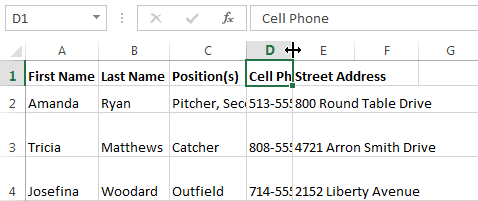 D1 fx Cell Phone
A B C D E F G
1 First Name Last Name Position(s) Cell Ph Street Address
2 Amanda Ryan Pitcher, Seco 513-555 800 Round Table Drive
3 Tricia Matthews Catcher 808-555 4721 Arron Smith Drive
4 Josefina Woodard Outfield 714-555 2152 Liberty Avenue